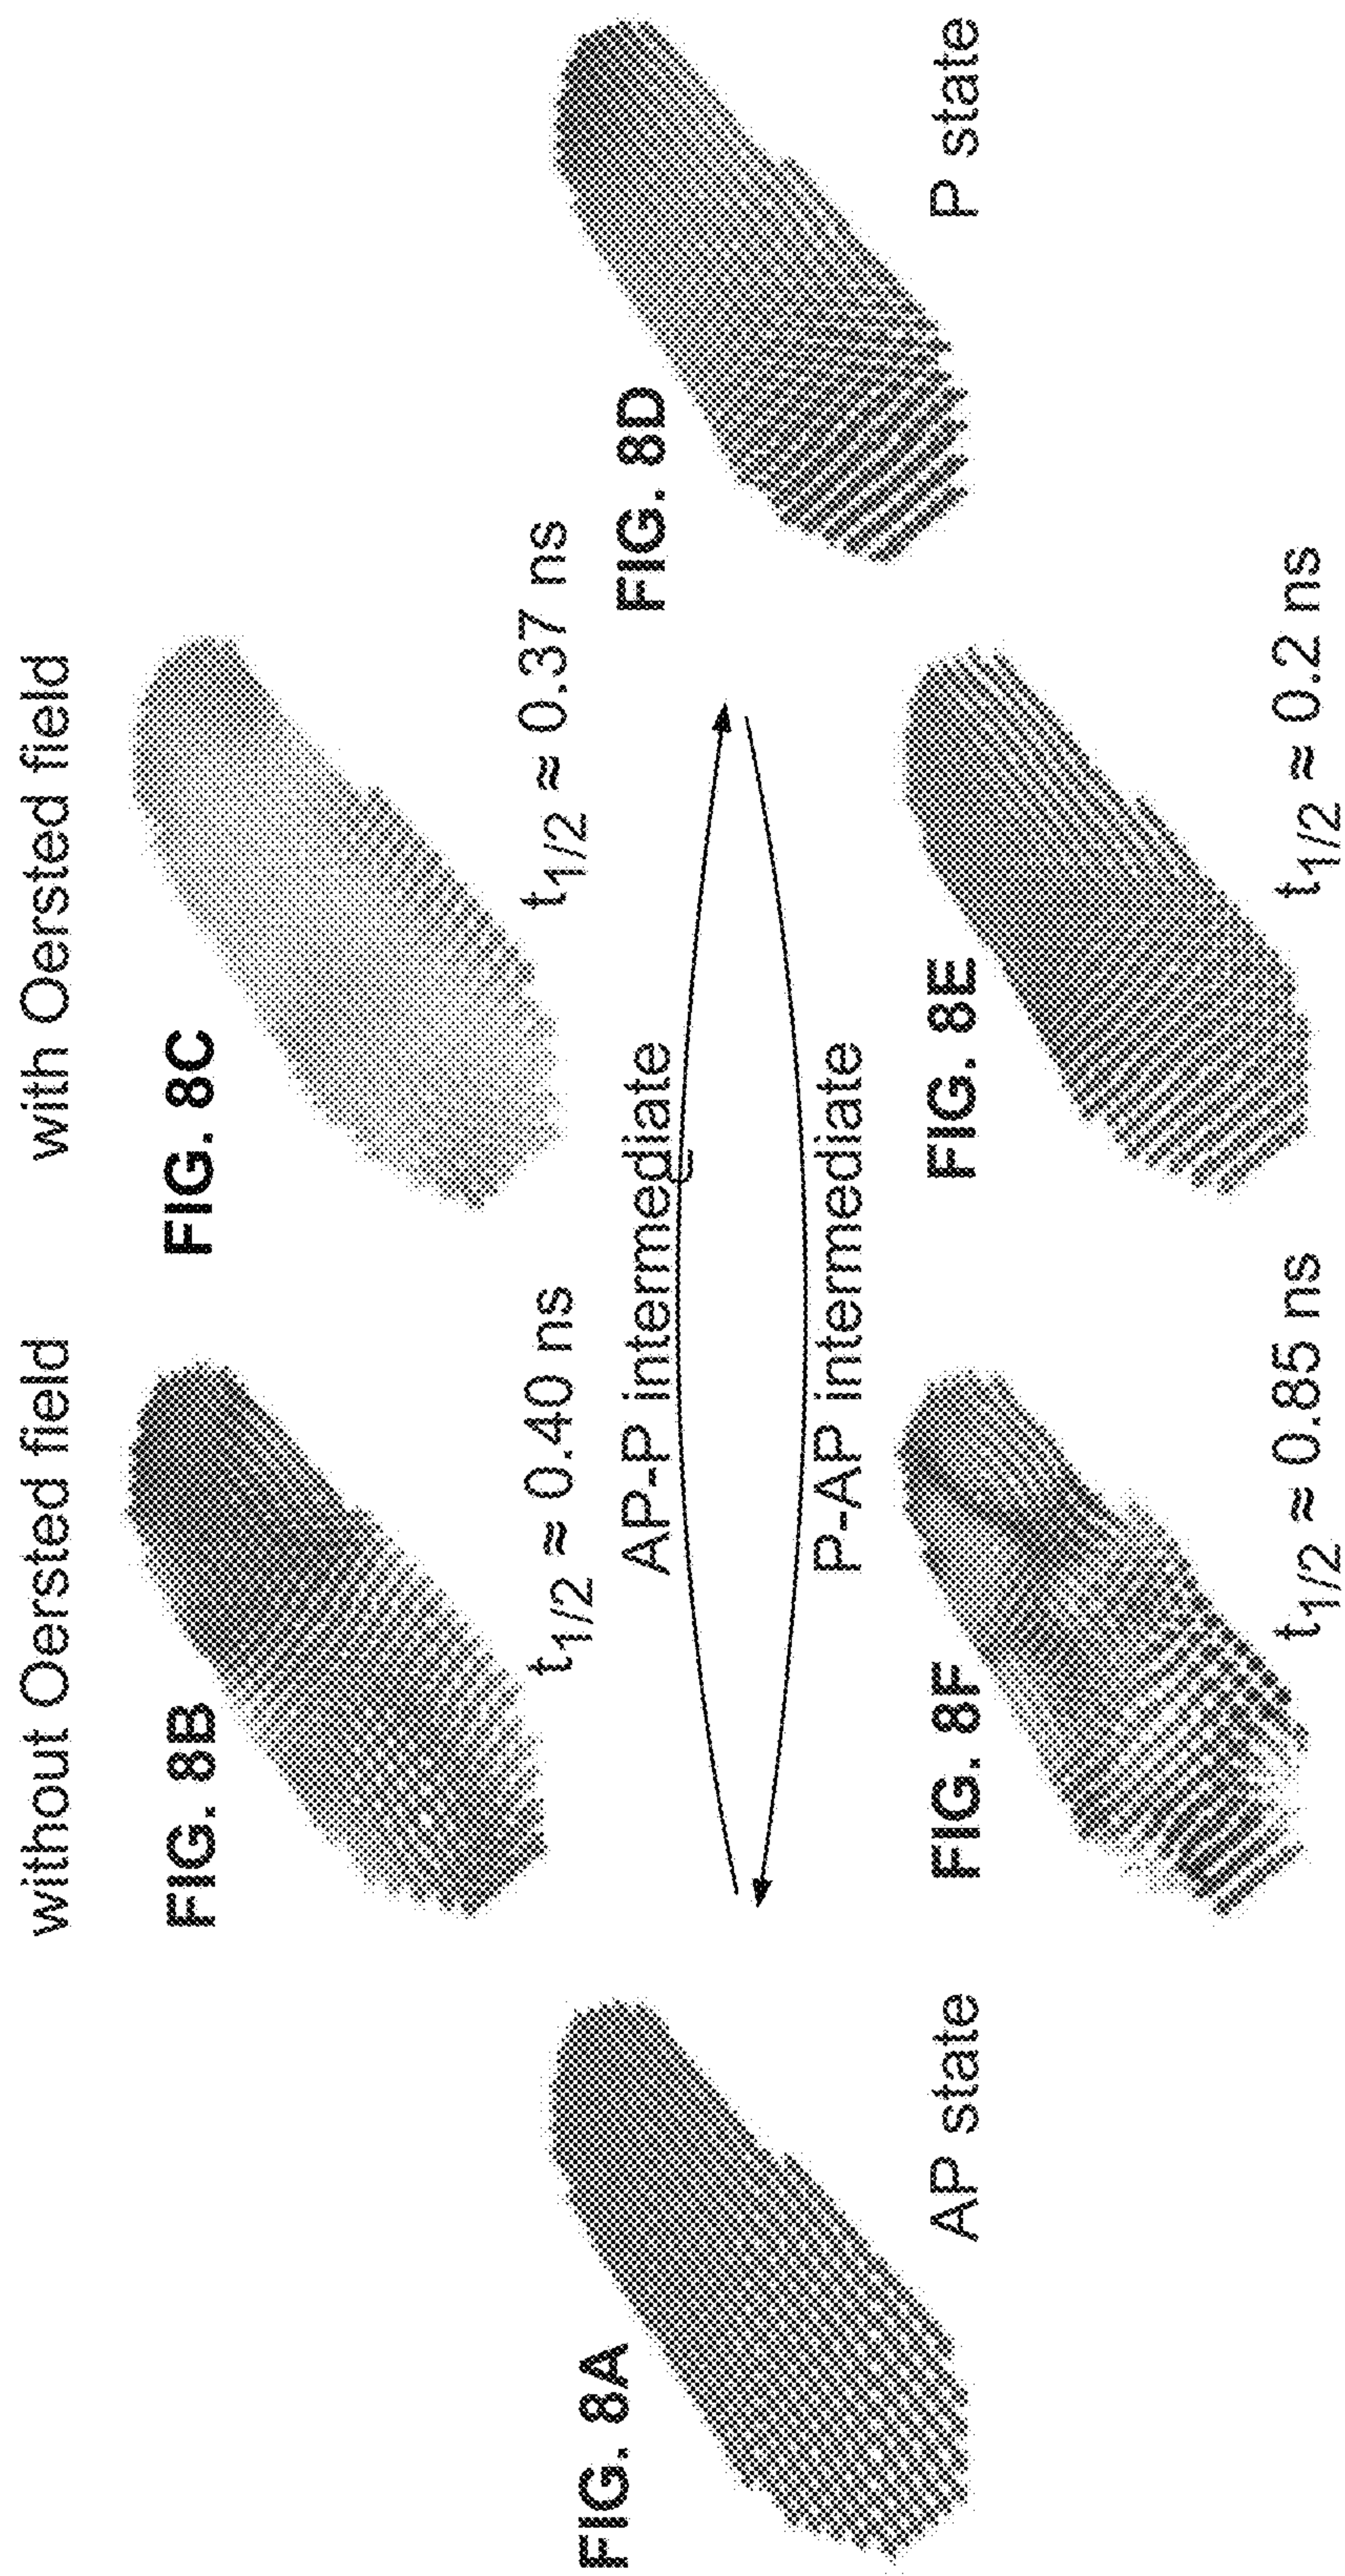 without Oersted field
with Oersted field
FIG. 8B
FIG. 8C
t1/2 ≈ 0.40 ns
t1/2 ≈ 0.37 ns
FIG. 8A
AP-P intermediate
FIG. 8D
P-AP intermediate
AP state
P state
FIG. 8F
FIG. 8E
t1/2 ≈ 0.85 ns
t1/2 ≈ 0.2 ns